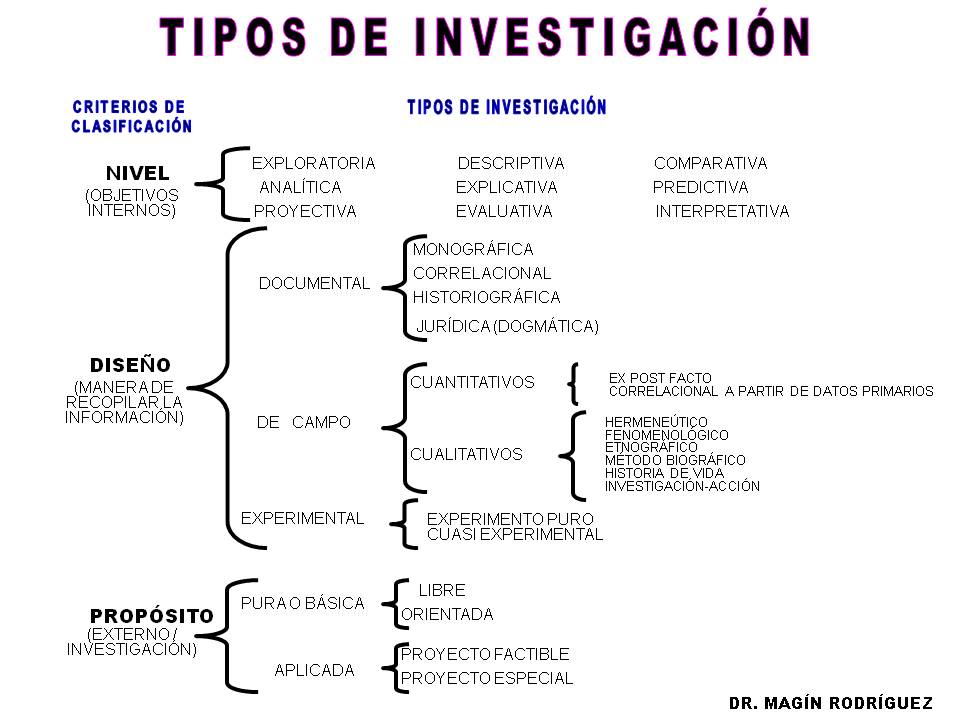 TIPOS DE INVESTIGACIÓN
CRITERIOS DE
CLASIFICACIÓN
TIPOS DE INVESTIGACIÓN
NIVEL
(OBJETIVOS
INTERNOS)
EXPLORATORIA DESCRIPTIVA COMPARATIVA
ANALÍTICA EXPLICATIVA PREDICTIVA
PROYECTIVA EVALUATIVA INTERPRETATIVA
DISEÑO
(MANERA DE
RECOPILAR LA
INFORMACIÓN)
DOCUMENTAL
MONOGRÁFICA
CORRELACIONAL
HISTORIOGRÁFICA
JURÍDICA (DOGMÁTICA)
DE CAMPO
CUANTITATIVOS
EX POST FACTO
CORRELACIONAL A PARTIR DE DATOS PRIMARIOS
CUALITATIVOS
HERMENEÚTICO
FENOMENOLÓGICO
ETNOGRÁFICO
MÉTODO BIOGRÁFICO
HISTORIA DE VIDA
INVESTIGACIÓN-ACCIÓN
EXPERIMENTAL
EXPERIMENTO PURO
CUASI EXPERIMENTAL
PROPÓSITO
(EXTERNO /
INVESTIGACIÓN)
PURA O BÁSICA
LIBRE
ORIENTADA
APLICADA
PROYECTO FACTIBLE
PROYECTO ESPECIAL
DR. MAGÍN RODRÍGUEZ